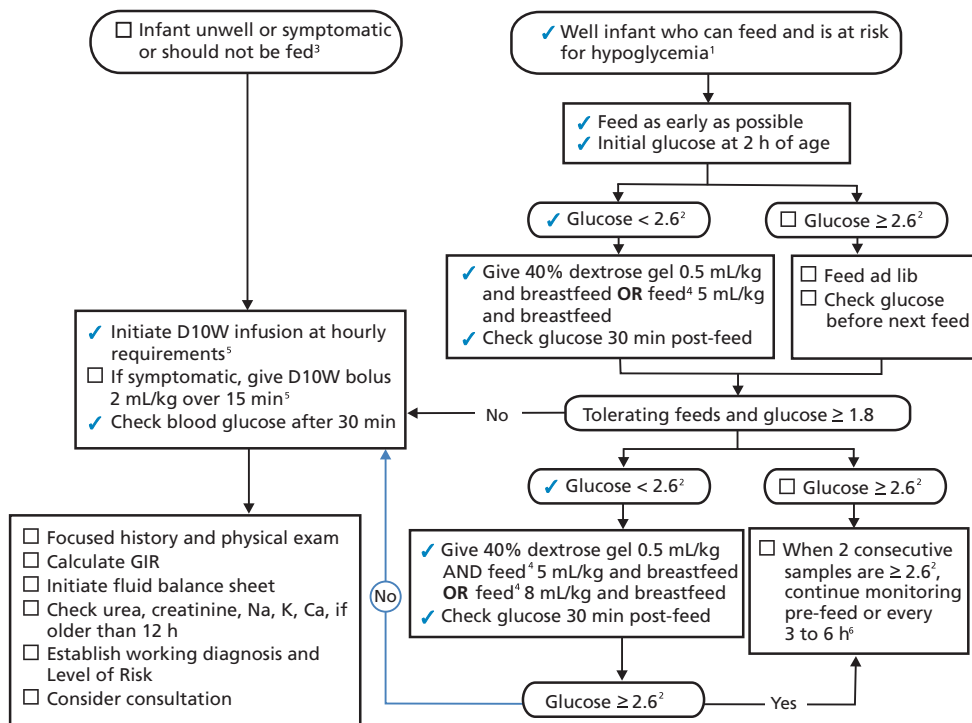 ☐ Infant unwell or symptomatic
or should not be fed³
✓ Well infant who can feed and is at risk
for hypoglycemia¹
✓ Feed as early as possible
✓ Initial glucose at 2 h of age
✓ Glucose < 2.6²
☐ Glucose ≥ 2.6²
✓ Give 40% dextrose gel 0.5 mL/kg
and breastfeed OR feed⁴ 5 mL/kg
and breastfeed
✓ Check glucose 30 min post-feed
☐ Feed ad lib
☐ Check glucose
before next feed
✓ Initiate D10W infusion at hourly
requirements⁵
☐ If symptomatic, give D10W bolus
2 mL/kg over 15 min⁵
✓ Check blood glucose after 30 min
No
Tolerating feeds and glucose ≥ 1.8
✓ Glucose < 2.6²
☐ Glucose ≥ 2.6²
☐ Focused history and physical exam
☐ Calculate GIR
☐ Initiate fluid balance sheet
☐ Check urea, creatinine, Na, K, Ca, if
older than 12 h
☐ Establish working diagnosis and
Level of Risk
☐ Consider consultation
No
✓ Give 40% dextrose gel 0.5 mL/kg
AND feed⁴ 5 mL/kg and breastfeed
OR feed⁴ 8 mL/kg and breastfeed
✓ Check glucose 30 min post-feed
☐ When 2 consecutive
samples are ≥ 2.6²,
continue monitoring
pre-feed or every
3 to 6 h⁶
Glucose ≥ 2.6²
Yes